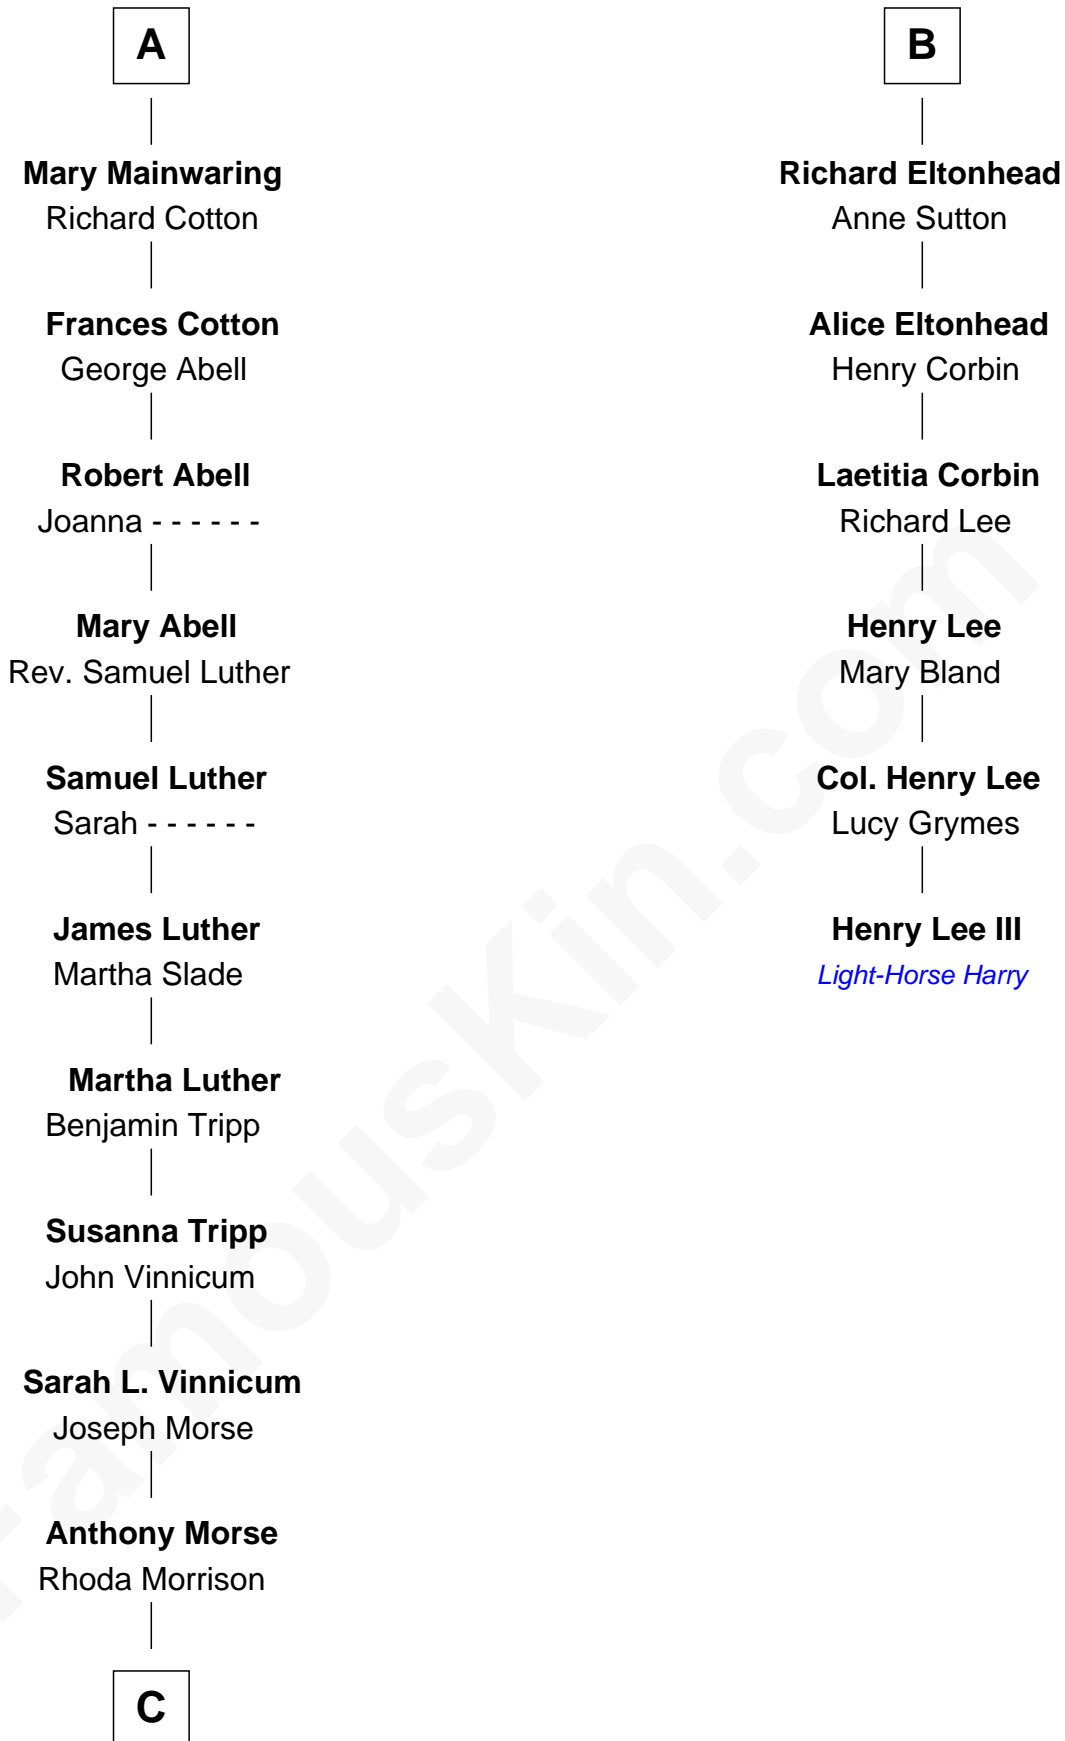 A
Mary Mainwaring
Richard Cotton
Frances Cotton
George Abell
Robert Abell
Joanna - - - - - -
Mary Abell
Rev. Samuel Luther
Samuel Luther
Sarah - - - - - -
James Luther
Martha Slade
Martha Luther
Benjamin Tripp
Susanna Tripp
John Vinnicum
Sarah L. Vinnicum
Joseph Morse
Anthony Morse
Rhoda Morrison
C
B
Richard Eltonhead
Anne Sutton
Alice Eltonhead
Henry Corbin
Laetitia Corbin
Richard Lee
Henry Lee
Mary Bland
Col. Henry Lee
Lucy Grymes
Henry Lee III
Light-Horse Harry
FamousKin.com